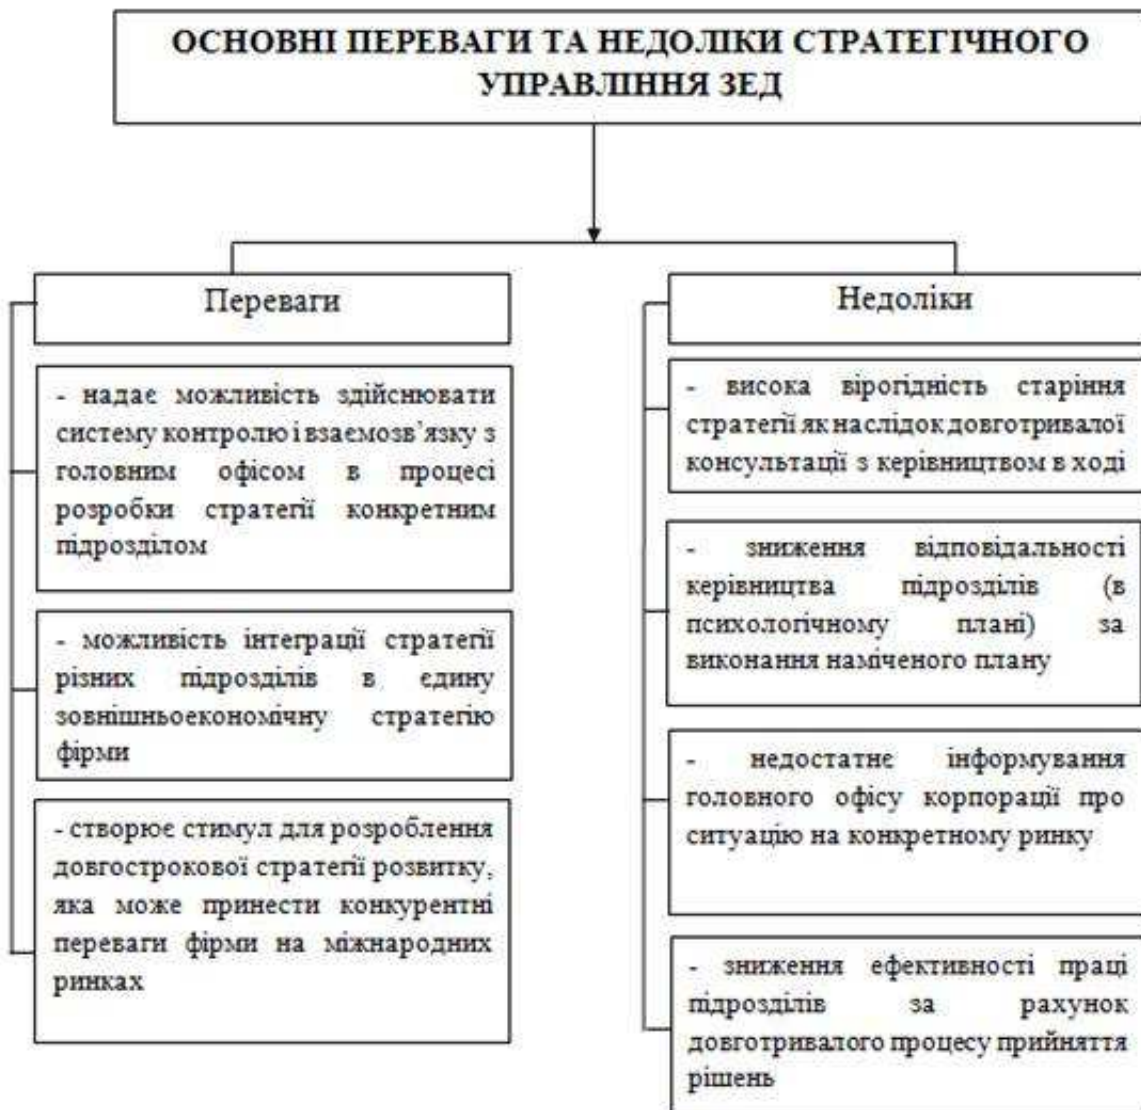 ОСНОВНІ ПЕРЕВАГИ ТА НЕДОЛІКИ СТРАТЕГІЧНОГО
УПРАВЛІННЯ ЗЕД
Переваги
- надає можливість здійснювати
систему контролю і взаємозв’язку з
головним офісом в процесі
розробки стратегії конкретним
підрозділом
- можливість інтеграції стратегії
різних підрозділів в єдину
зовнішньоекономічну стратегію
фірми
- створює стимул для розроблення
довгострокової стратегії розвитку,
яка може принести конкурентні
переваги фірми на міжнародних
ринках
Недоліки
- висока вірогідність старіння
стратегії як наслідок довготривалої
консультації з керівництвом в ході
- зниження відповідальності
керівництва підрозділів (в
психологічному плані) за
виконання наміченого плану
- недостатнє інформування
головного офісу корпорації про
ситуацію на конкретному ринку
- зниження ефективності праці
підрозділів за рахунок
довготривалого процесу прийняття
рішень